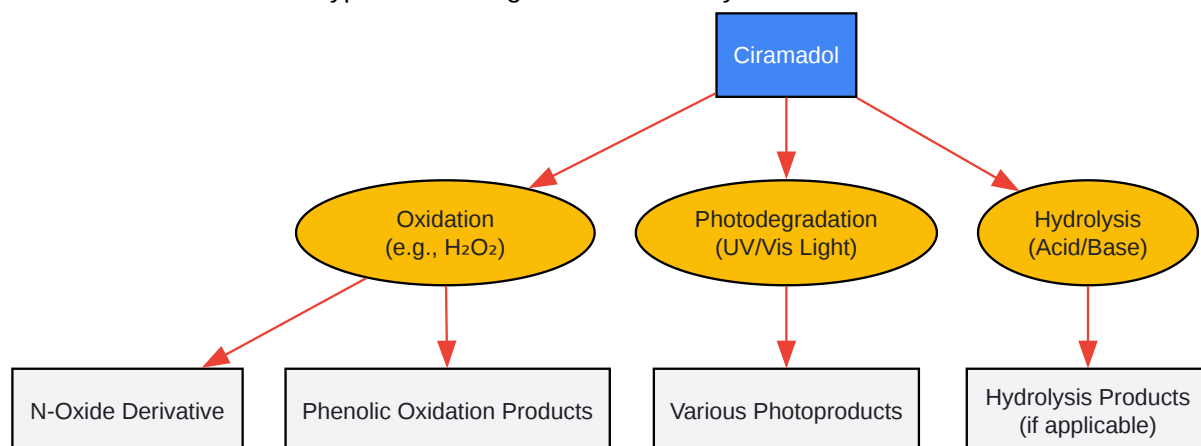 Ciramadol
Oxidation
(e.g., H₂O₂)
Photodegradation
(UV/Vis Light)
Hydrolysis
(Acid/Base)
N-Oxide Derivative
Phenolic Oxidation Products
Various Photoproducts
Hydrolysis Products
(if applicable)